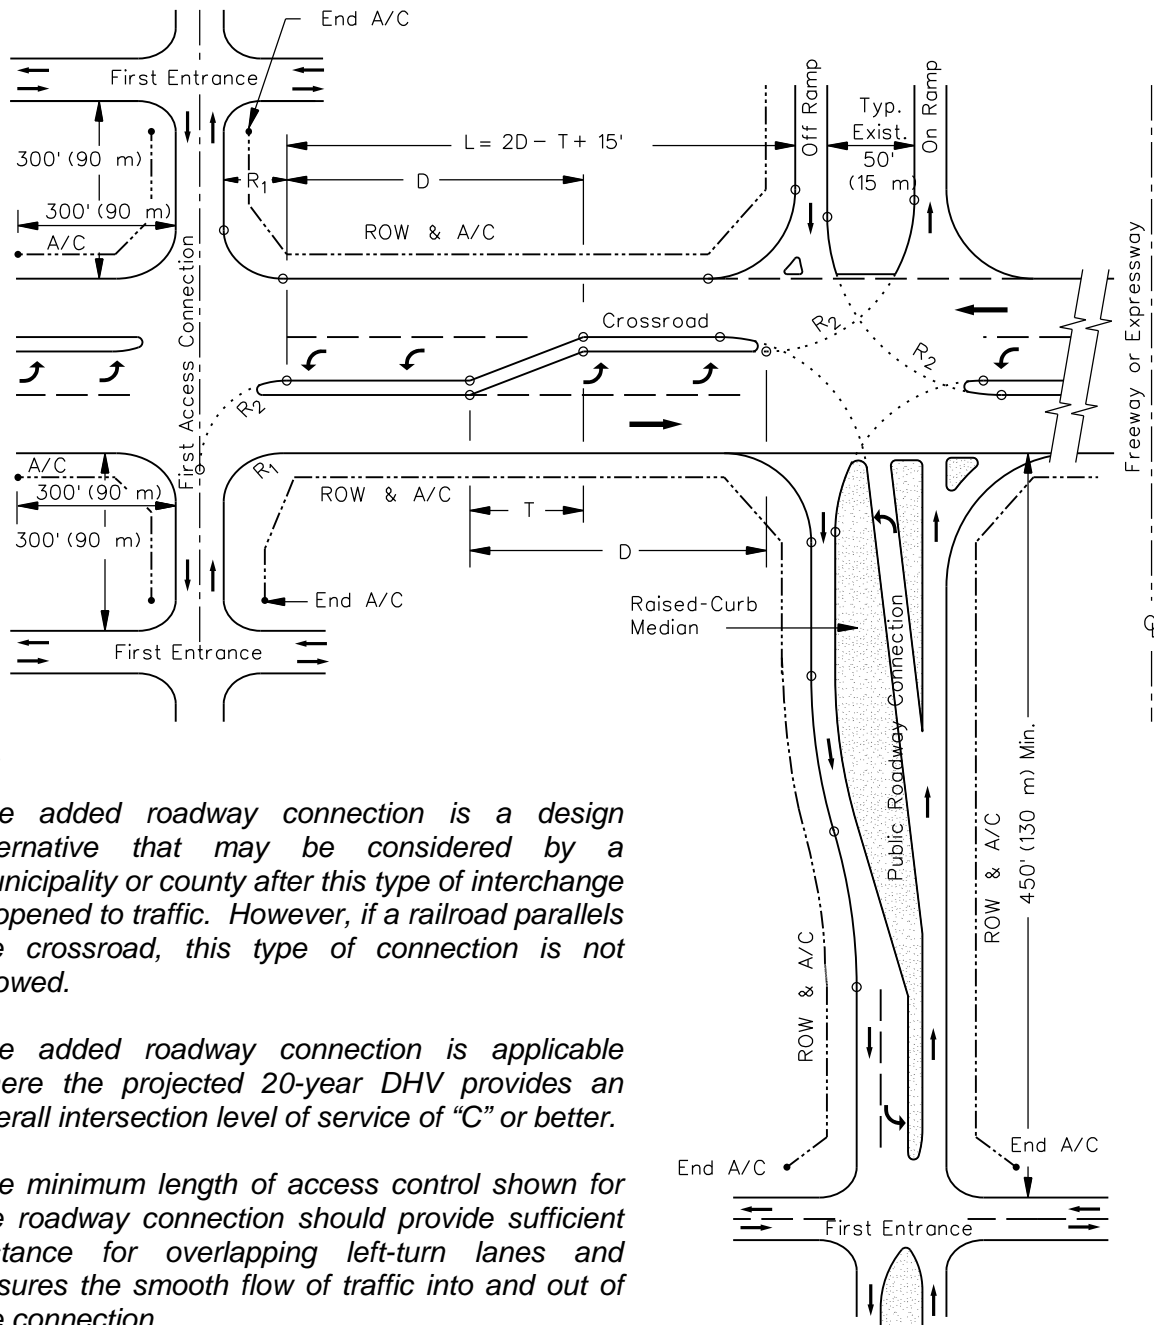 End A/C
First Entrance
300' (90 m)
300' (90 m)
A/C
R1
L = 2D - T + 15'
D
ROW & A/C
Off Ramp
Typ.
Exist.
50'
(15 m)
On Ramp
First Access Connection
Crossroad
R2
R2
R2
Freeway or Expressway
A/C
300' (90 m)
300' (90 m)
R1
ROW & A/C
T
D
End A/C
First Entrance
Raised-Curb
Median
Public Roadway Connection
ROW & A/C
ROW & A/C
450' (130 m) Min.
End A/C
End A/C
First Entrance
e added roadway connection is a design
ernative that may be considered by a
unicipality or county after this type of interchange
opened to traffic. However, if a railroad parallels
e crossroad, this type of connection is not
owed.
e added roadway connection is applicable
ere the projected 20-year DHV provides an
erall intersection level of service of “C” or better.
e minimum length of access control shown for
e roadway connection should provide sufficient
stance for overlapping left-turn lanes and
sures the smooth flow of traffic into and out of
e connection